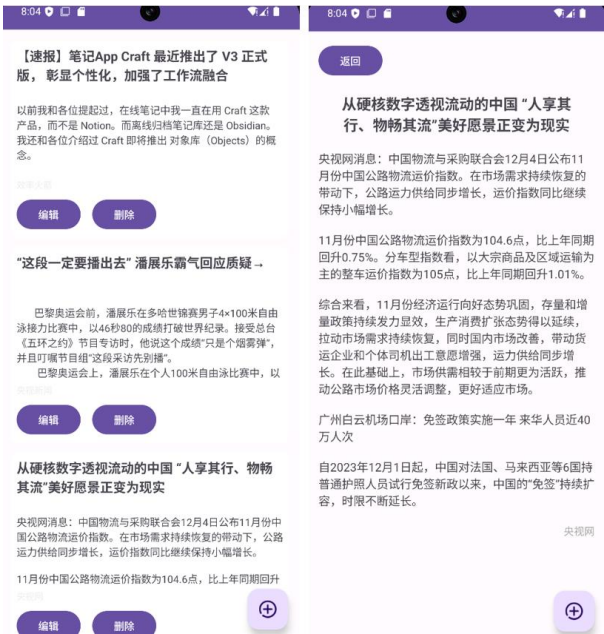 8:04
【速报】笔记App Craft 最近推出了 V3 正式
版， 彰显个性化，加强了工作流融合
以前我和各位提起过，在线笔记中我一直在用 Craft 这款
产品，而不是 Notion。而离线归档笔记库还是 Obsidian。
我还和各位介绍过 Craft 即将推出 对象库（Objects）的概
念。
编辑
删除
“这段一定要播出去” 潘展乐霸气回应质疑→
巴黎奥运会前，潘展乐在多哈世锦赛男子4×100米自由
泳接力比赛中，以46秒80的成绩打破世界纪录。接受总台
《五环之约》节目专访时，他说这个成绩“只是个烟雾弹”，
并且叮嘱节目组“这段采访先别播”。
巴黎奥运会上，潘展乐在个人100米自由泳比赛中，以
编辑
删除
从硬核数字透视流动的中国 “人享其行、物畅
其流”美好愿景正变为现实
央视网消息：中国物流与采购联合会12月4日公布11月份中
国公路物流运价指数。在市场需求持续恢复的带动下，公路
运力供给同步增长，运价指数同比继续保持小幅增长。
11月份中国公路物流运价指数为104.6点，比上年同期回升
央视网
编辑
删除
8:04
返回
从硬核数字透视流动的中国 “人享其
行、物畅其流”美好愿景正变为现实
央视网消息：中国物流与采购联合会12月4日公布11
月份中国公路物流运价指数。在市场需求持续恢复的
带动下，公路运力供给同步增长，运价指数同比继续
保持小幅增长。
11月份中国公路物流运价指数为104.6点，比上年同期
回升0.75%。分车型指数看，以大宗商品及区域运输为
主的整车运价指数为105点，比上年同期回升1.01%。
综合来看，11月份经济运行向好态势巩固，存量和增
量政策持续发力显效，生产消费扩张态势得以延续，
拉动市场需求持续恢复，同时国内市场改善，带动货
运企业和个体司机出工意愿增强，运力供给同步增
长。在此基础上，市场供需相较于前期更为活跃，推
动公路市场价格灵活调整，更好适应市场。
广州白云机场口岸：免签政策实施一年 来华人员近40
万人次
自2023年12月1日起，中国对法国、马来西亚等6国持
普通护照人员试行免签新政以来，中国的“免签”持续扩
容，时限不断延长。
央视网